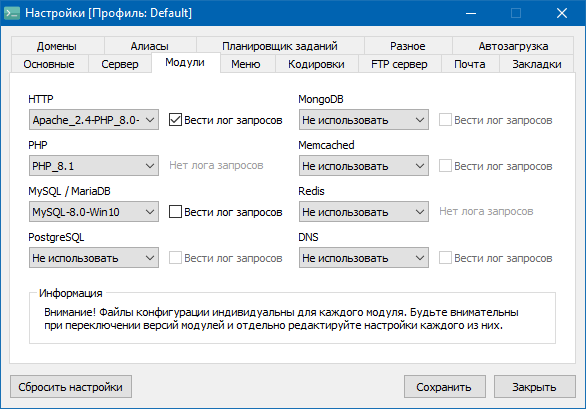 Настройки [Профиль: Default]
Домены Алиасы Планировщик заданий Разное Автозагрузка
Основные Сервер Модули Меню Кодировки FTP сервер Почта Закладки
HTTP
Apache_2.4-PHP_8.0- Вести лог запросов
PHP
PHP_8.1 Нет лога запросов
MySQL / MariaDB
MySQL-8.0-Win10 Вести лог запросов
PostgreSQL
Не использовать Вести лог запросов
MongoDB
Не использовать Вести лог запросов
Memcached
Не использовать Вести лог запросов
Redis
Не использовать Нет лога запросов
DNS
Не использовать Вести лог запросов
Информация
Внимание! Файлы конфигурации индивидуальны для каждого модуля. Будьте внимательны
при переключении версий модулей и отдельно редактируйте настройки каждого из них.
Сбросить настройки Сохранить Закрыть